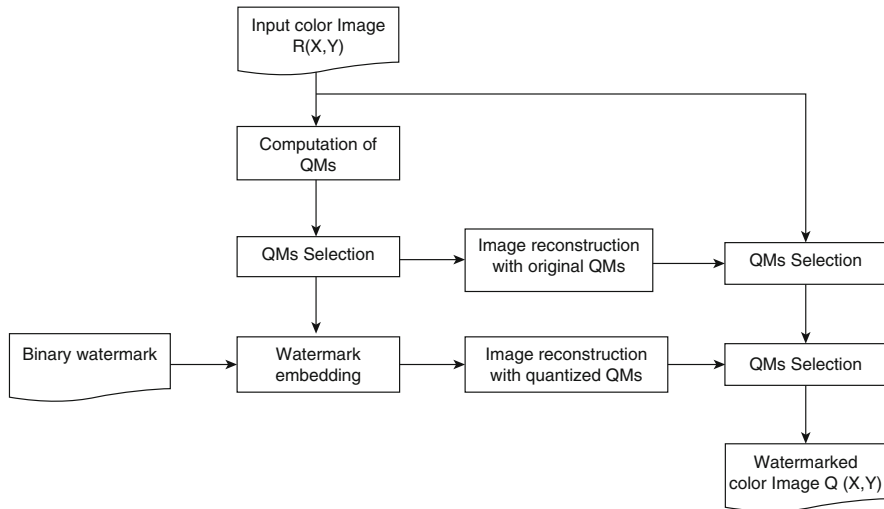 Input color Image
R(X,Y)
Computation of
QMs
QMs Selection
Image reconstruction
with original QMs
QMs Selection
Binary watermark
Watermark
embedding
Image reconstruction
with quantized QMs
QMs Selection
Watermarked
color Image Q (X,Y)